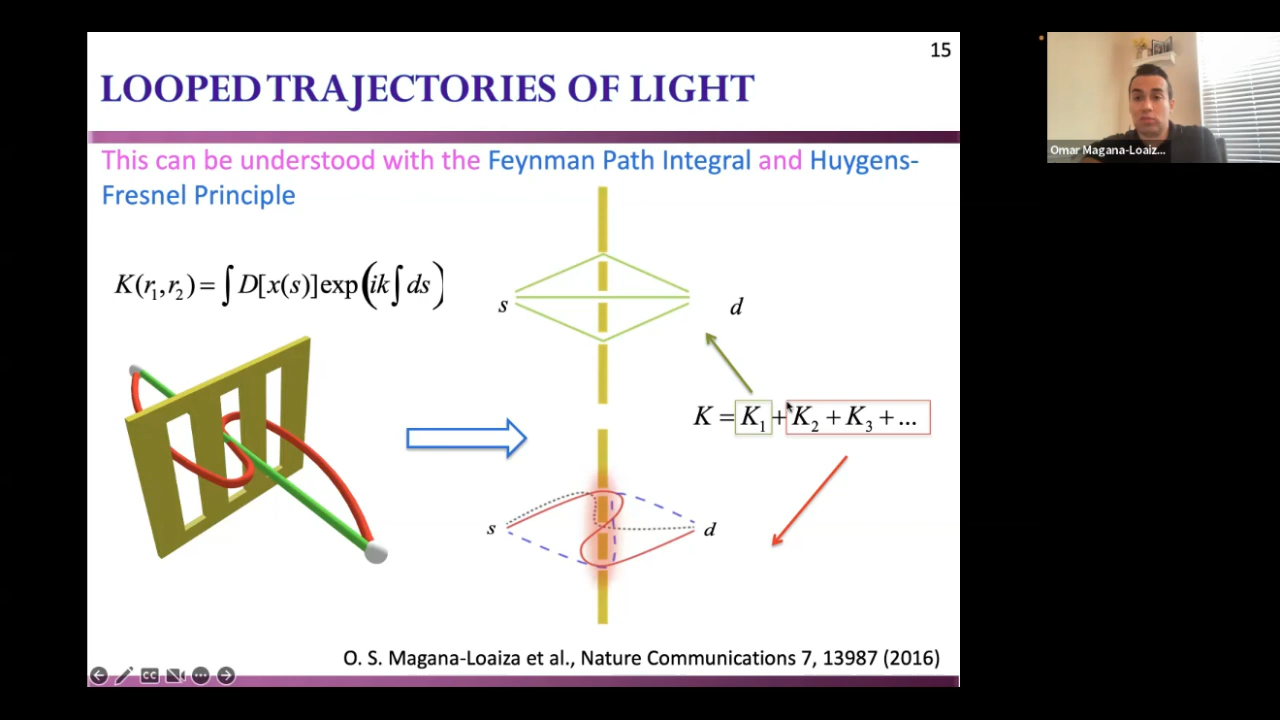 15
LOOPED TRAJECTORIES OF LIGHT
This can be understood with the Feynman Path Integral and Huygens-
Fresnel Principle
K(r₁,r₂) = ∫ D[x(s)]exp(ik∫ds)
s
d
K = K₁ + K₂ + K₃ + ...
s
d
O. S. Magana-Loaiza et al., Nature Communications 7, 13987 (2016)
CC
Omar Magana-Loaiz...